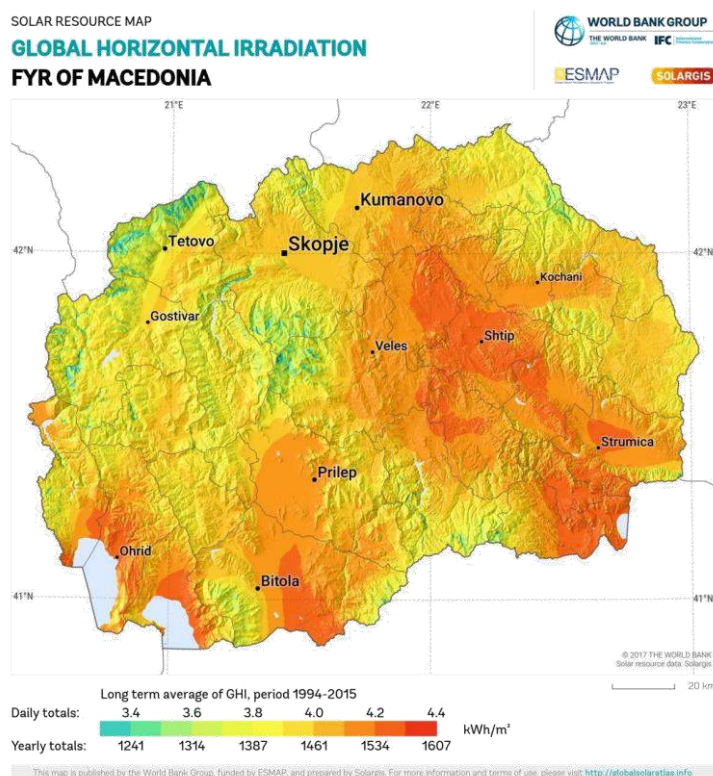 SOLAR RESOURCE MAP
GLOBAL HORIZONTAL IRRADIATION
FYR OF MACEDONIA
WORLD BANK GROUP
THE WORLD BANK
IFC
ESMAP
SOLARGIS
21°E
22°E
23°E
Kumanovo
Tetovo
Skopje
42°N
42°N
Kochani
Gostivar
Shtip
Veles
Strumica
Prilep
Ohrid
Bitola
41°N
41°N
© 2017 THE WORLD BANK
Solar resource data: Solargis
20 km
Long term average of GHI, period 1994-2015
Daily totals: 3.4 3.6 3.8 4.0 4.2 4.4
kWh/m²
Yearly totals: 1241 1314 1387 1461 1534 1607
This map is published by the World Bank Group, funded by ESMAP, and prepared by Solargis. For more information and terms of use, please visit http://globalsolaratlas.info.